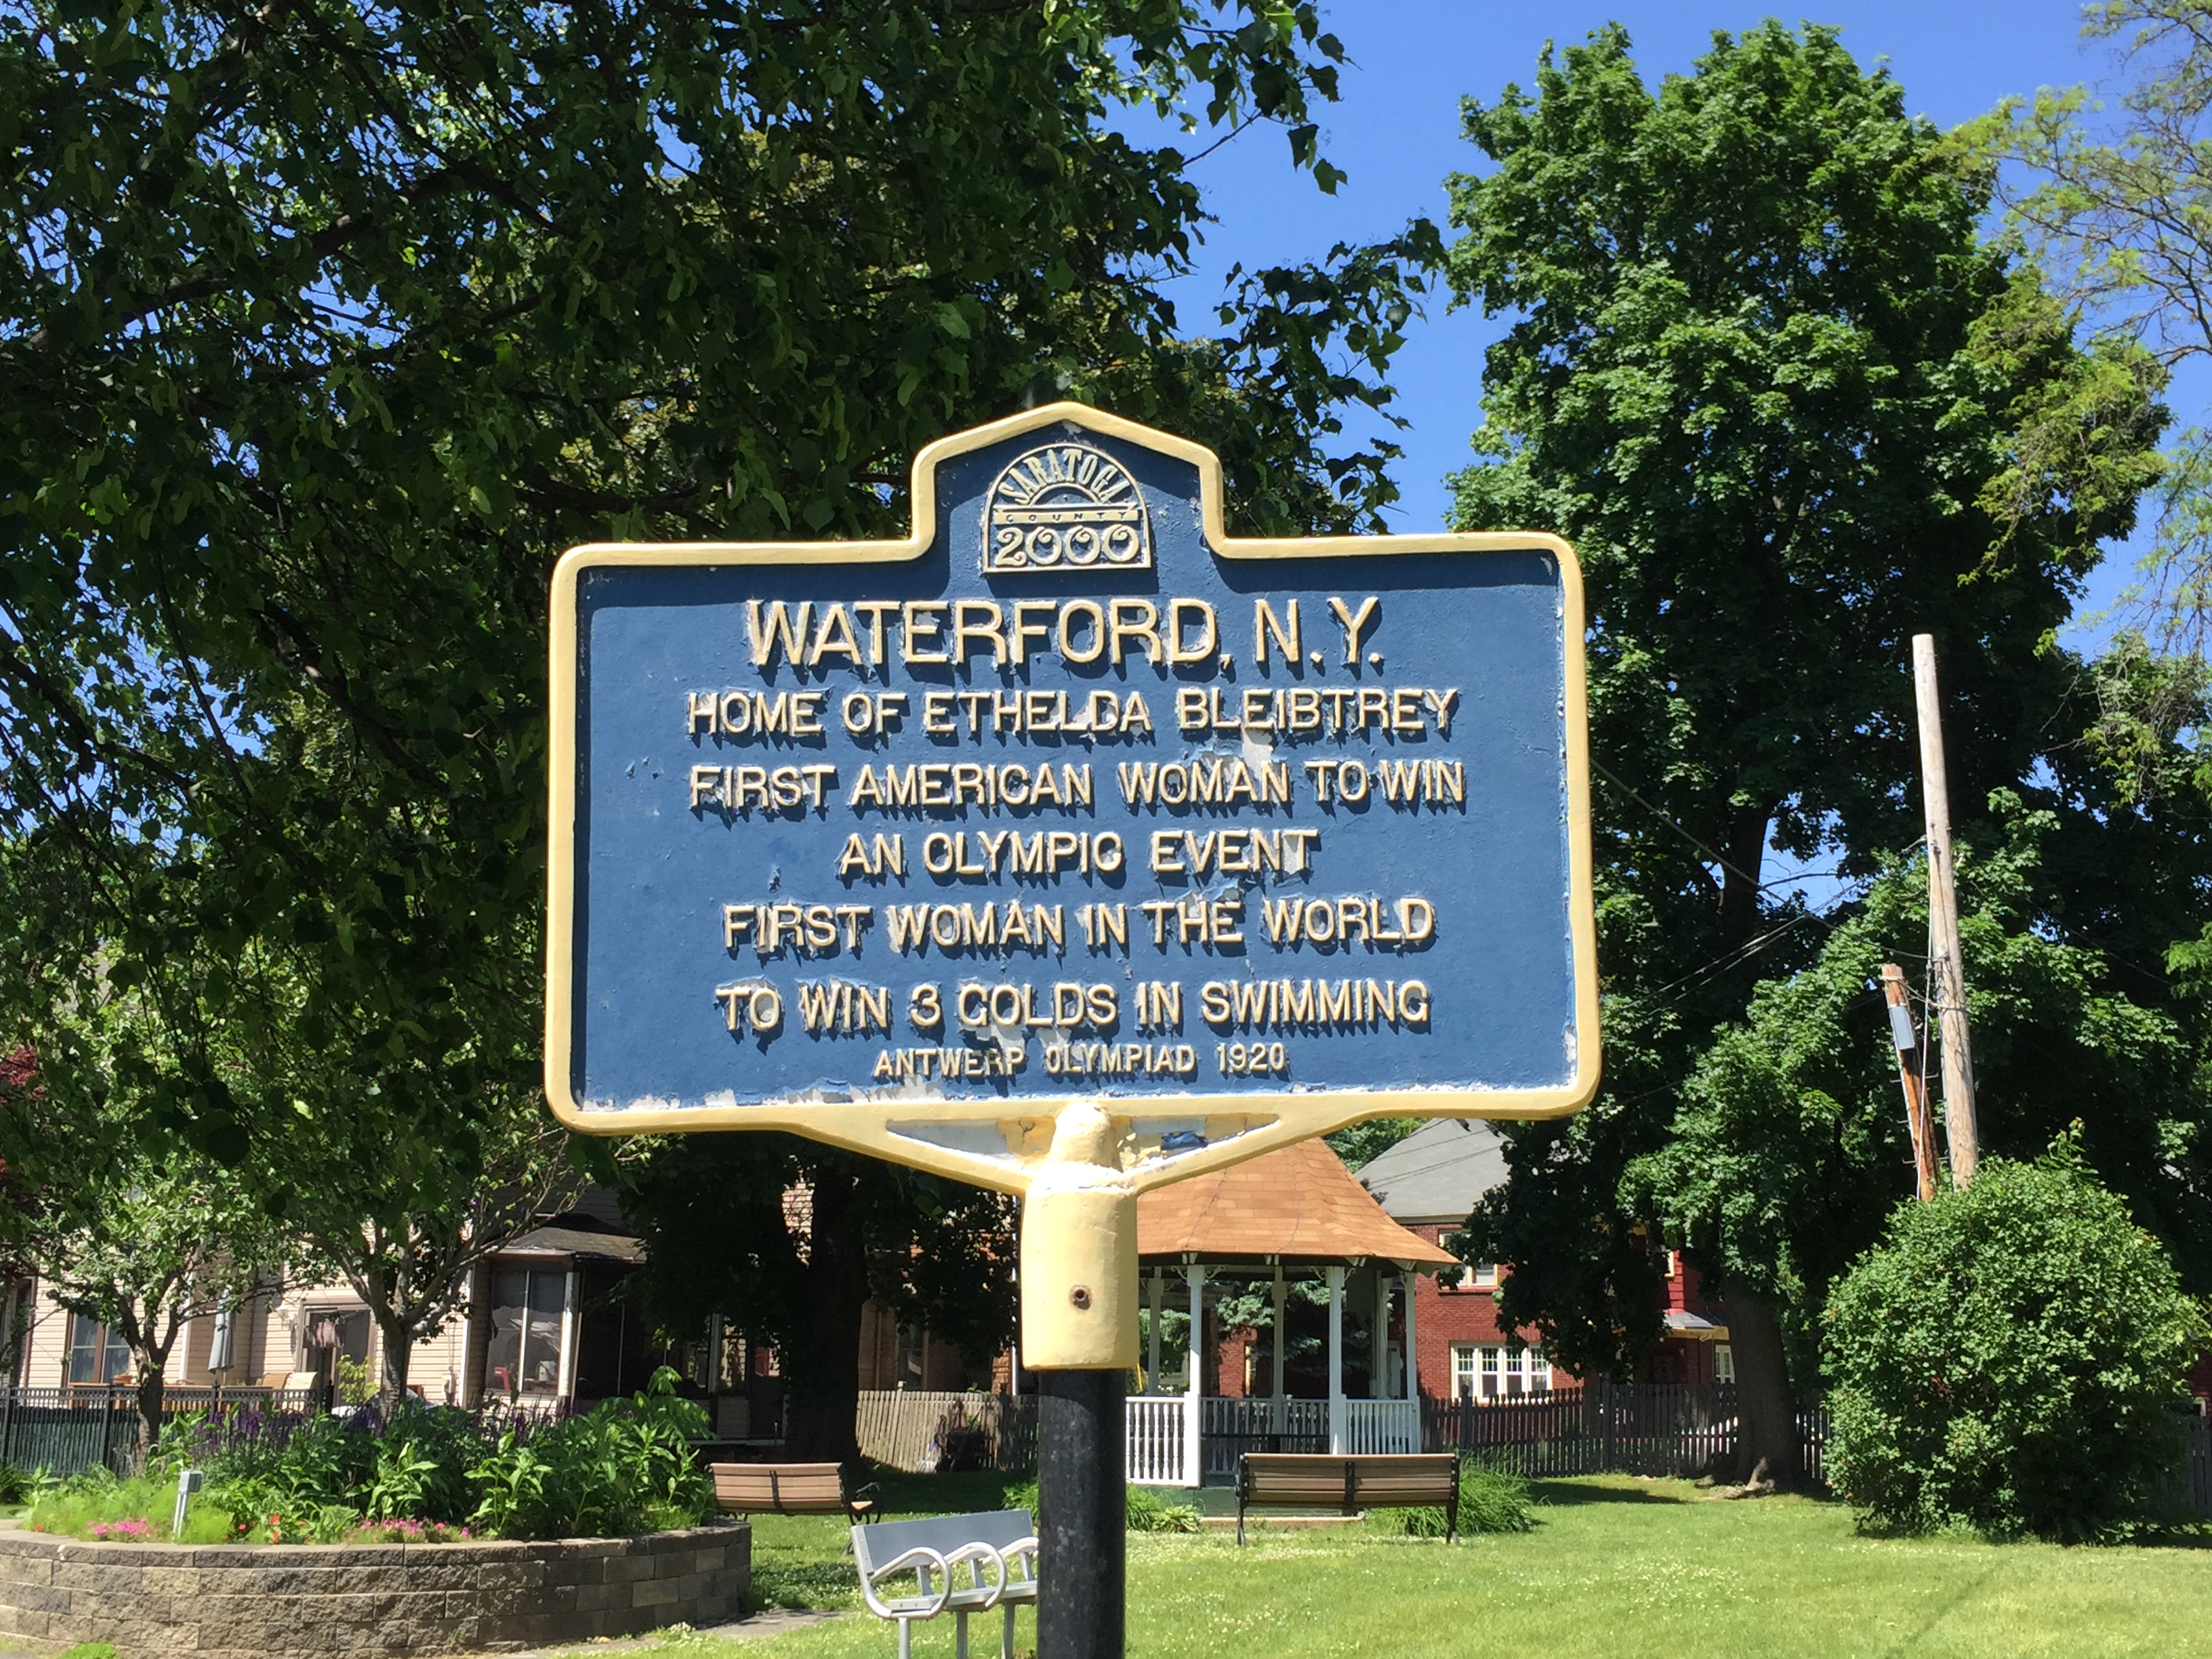 SARATOGA
COUNTY
2000
WATERFORD, N.Y.
HOME OF ETHELDA BLEIBTREY
FIRST AMERICAN WOMAN TO WIN
AN OLYMPIC EVENT
FIRST WOMAN IN THE WORLD
TO WIN 3 GOLDS IN SWIMMING
ANTWERP OLYMPIAD 1920